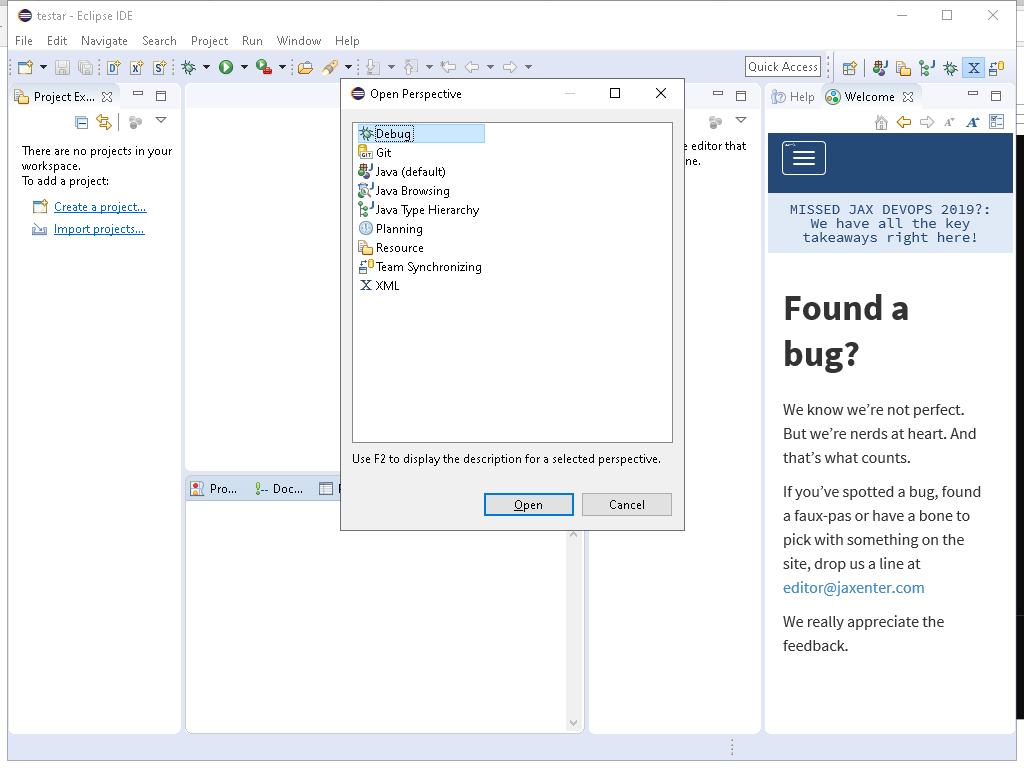 testar - Eclipse IDE
File Edit Navigate Search Project Run Window Help
Quick Access
Project Ex...
There are no projects in your
workspace.
To add a project:
Create a project...
Import projects...
Open Perspective
Debug
Git
Java (default)
Java Browsing
Java Type Hierarchy
Planning
Resource
Team Synchronizing
XML
Use F2 to display the description for a selected perspective.
Open
Cancel
editor that
ne.
Pro...
Doc...
Help
Welcome
MISSED JAX DEVOPS 2019?:
We have all the key
takeaways right here!
Found a
bug?
We know we’re not perfect.
But we’re nerds at heart. And
that’s what counts.
If you’ve spotted a bug, found
a faux-pas or have a bone to
pick with something on the
site, drop us a line at
editor@jaxenter.com
We really appreciate the
feedback.